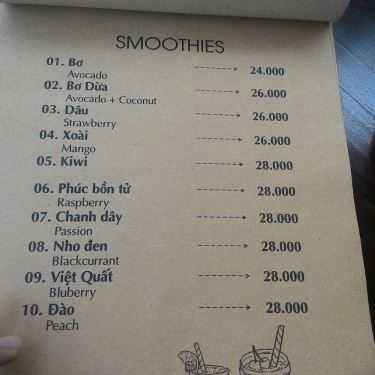 SMOOTHIES
01. Bơ 24.000
Avocado
02. Bơ Dừa 26.000
Avocado + Coconut
03. Dâu 26.000
Strawberry
04. Xoài 26.000
Mango
05. Kiwi 28.000
06. Phúc bồn tử 28.000
Raspberry
07. Chanh dây 28.000
Passion
08. Nho đen 28.000
Blackcurrant
09. Việt Quất 28.000
Bluberry
10. Đào 28.000
Peach